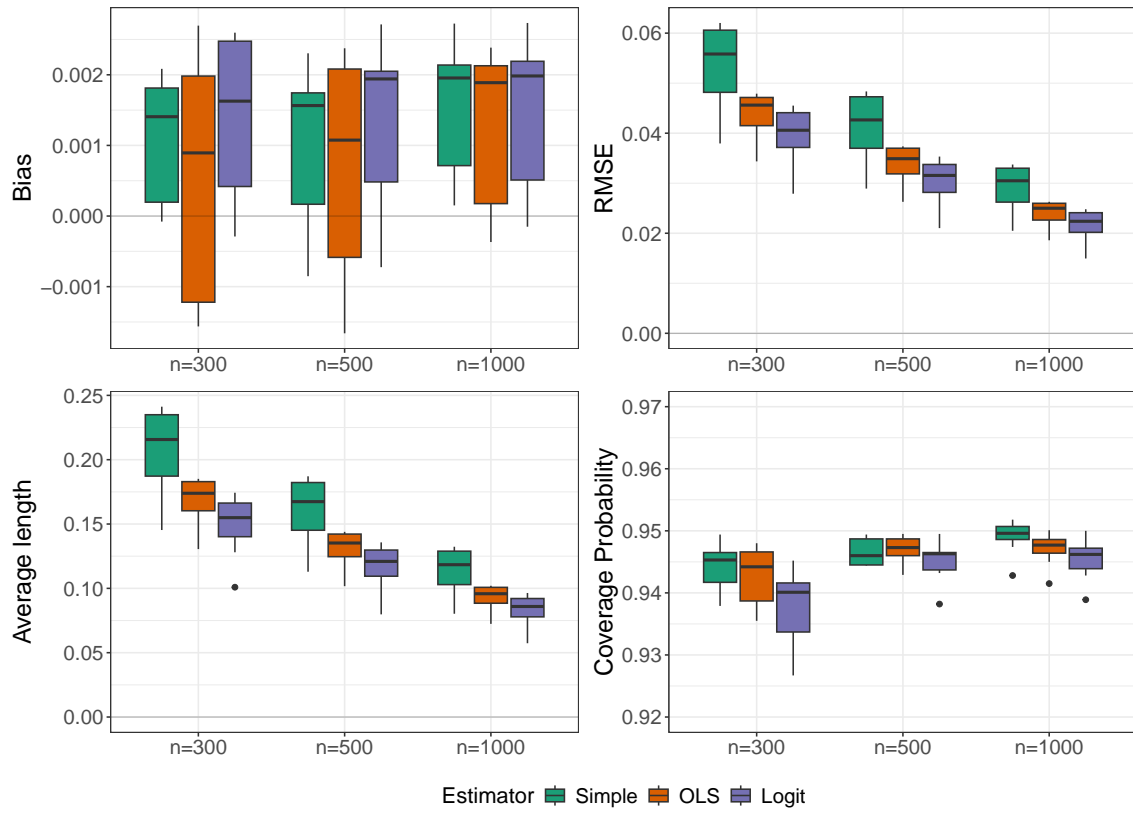 Bias
0.002
0.001
0.000
−0.001
n=300
n=500
n=1000
RMSE
0.06
0.04
0.02
0.00
n=300
n=500
n=1000
Average length
0.25
0.20
0.15
0.10
0.05
0.00
n=300
n=500
n=1000
Coverage Probability
0.97
0.96
0.95
0.94
0.93
0.92
n=300
n=500
n=1000
Estimator Simple OLS Logit